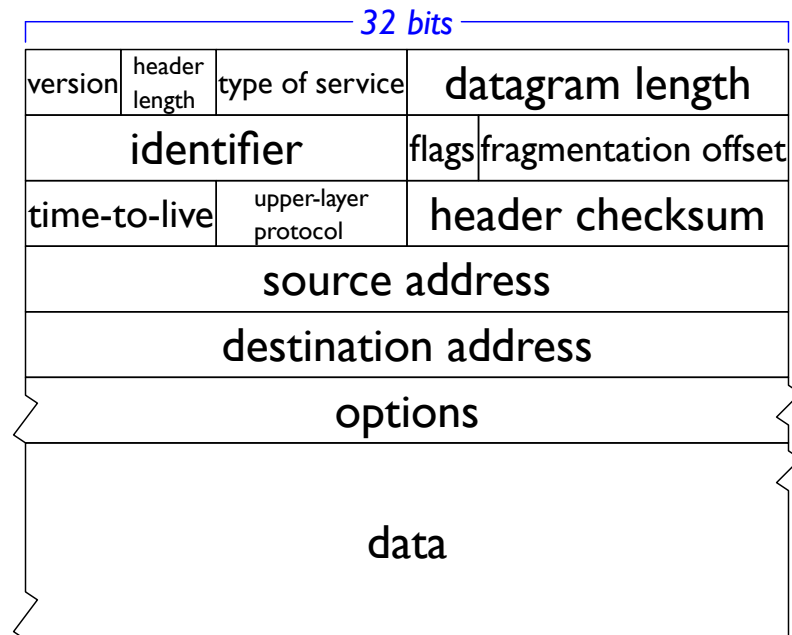 32 bits
version
header
length
type of service
datagram length
identifier
flags
fragmentation offset
time-to-live
upper-layer
protocol
header checksum
source address
destination address
options
data